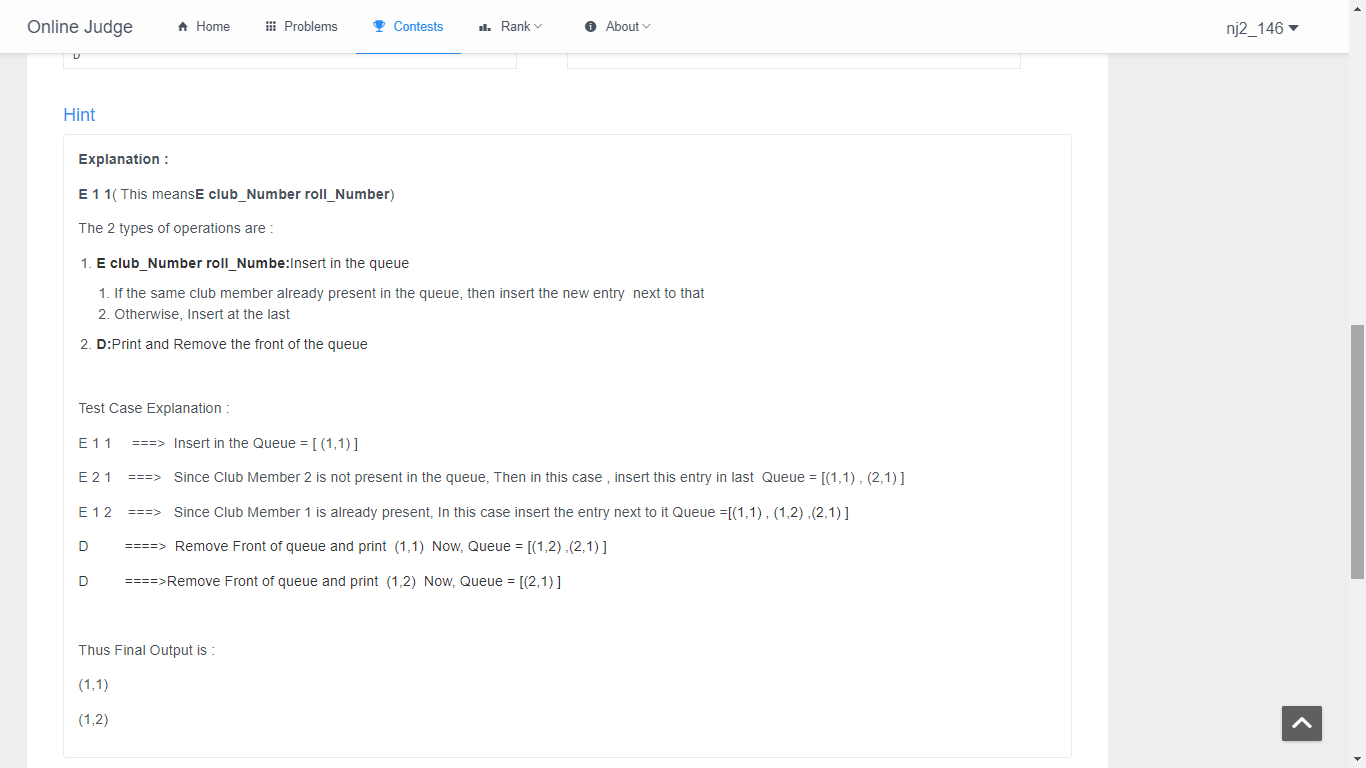 Online Judge
Home
Problems
Contests
Rank
About
nj2_146
D
Hint
Explanation :
E 1 1( This meansE club_Number roll_Number)
The 2 types of operations are :
1. E club_Number roll_Numbe:Insert in the queue
1. If the same club member already present in the queue, then insert the new entry  next to that
2. Otherwise, Insert at the last
2. D:Print and Remove the front of the queue
Test Case Explanation :
E 1 1     ===>  Insert in the Queue = [ (1,1) ]
E 2 1    ===>   Since Club Member 2 is not present in the queue, Then in this case , insert this entry in last  Queue = [(1,1) , (2,1) ]
E 1 2    ===>   Since Club Member 1 is already present, In this case insert the entry next to it Queue =[(1,1) , (1,2) ,(2,1) ]
D         ====>  Remove Front of queue and print  (1,1)  Now, Queue = [(1,2) ,(2,1) ]
D         ====>Remove Front of queue and print  (1,2)  Now, Queue = [(2,1) ]
Thus Final Output is :
(1,1)
(1,2)